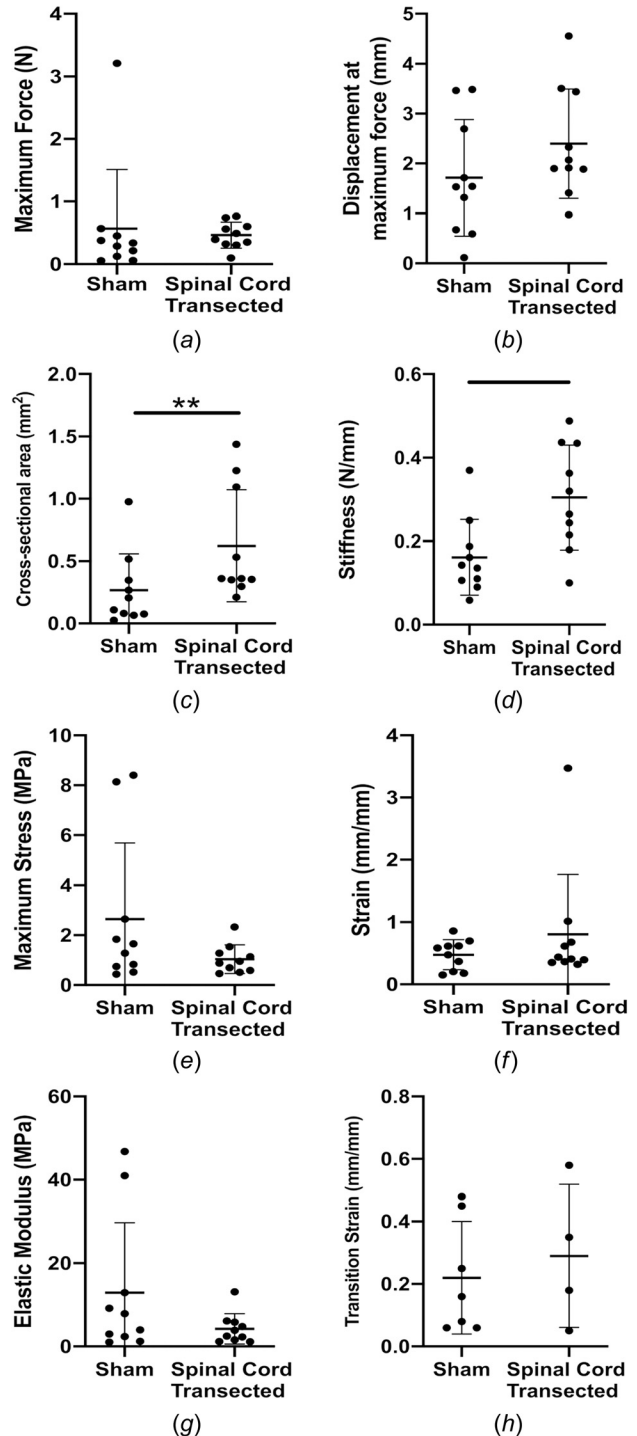 Maximum Force (N)
4
3
2
1
0
Sham
Spinal Cord
Transected
(a)
Displacement at
maximum force (mm)
5
4
3
2
1
0
Sham
Spinal Cord
Transected
(b)
Cross-sectional area (mm²)
2.0
1.5
1.0
0.5
0.0
**
Sham
Spinal Cord
Transected
(c)
Stiffness (N/mm)
0.6
0.4
0.2
0.0
Sham
Spinal Cord
Transected
(d)
Maximum Stress (MPa)
10
8
6
4
2
0
Sham
Spinal Cord
Transected
(e)
Strain (mm/mm)
4
3
2
1
0
Sham
Spinal Cord
Transected
(f)
Elastic Modulus (MPa)
60
40
20
0
Sham
Spinal Cord
Transected
(g)
Transition Strain (mm/mm)
0.8
0.6
0.4
0.2
0.0
Sham
Spinal Cord
Transected
(h)